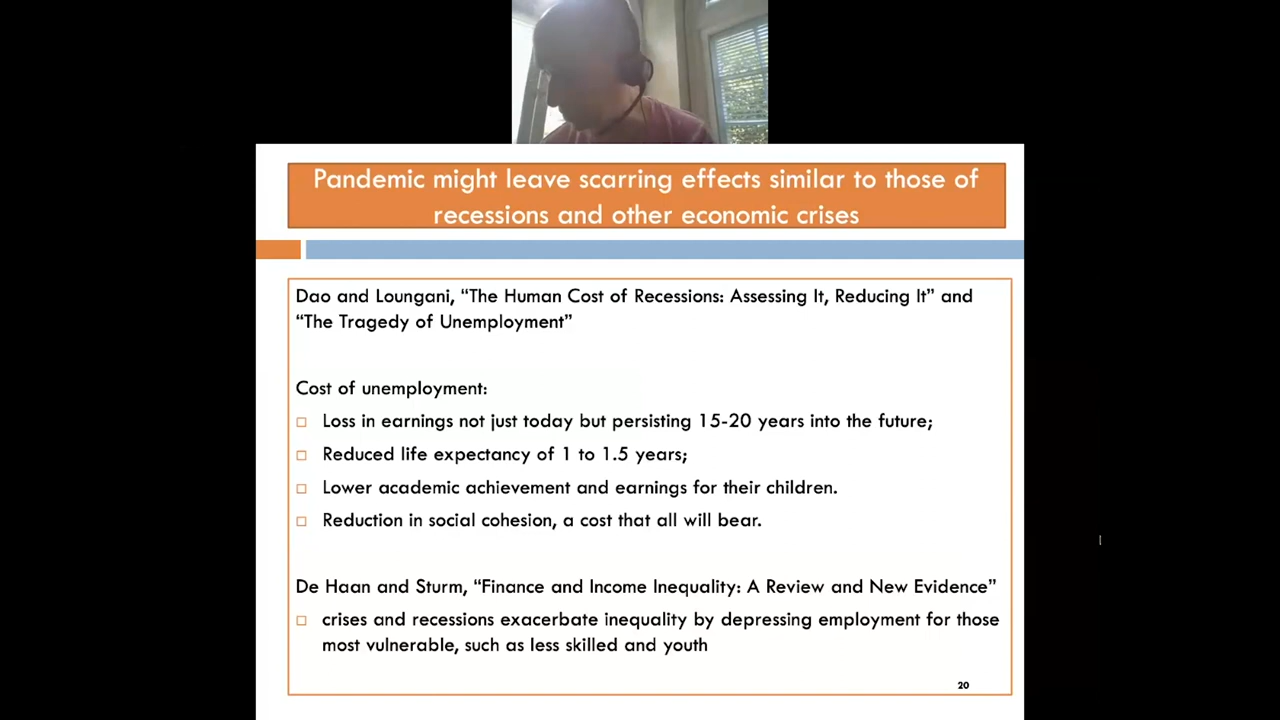 Pandemic might leave scarring effects similar to those of
recessions and other economic crises
Dao and Loungani, “The Human Cost of Recessions: Assessing It, Reducing It” and
“The Tragedy of Unemployment”
Cost of unemployment:
Loss in earnings not just today but persisting 15-20 years into the future;
Reduced life expectancy of 1 to 1.5 years;
Lower academic achievement and earnings for their children.
Reduction in social cohesion, a cost that all will bear.
De Haan and Sturm, “Finance and Income Inequality: A Review and New Evidence”
crises and recessions exacerbate inequality by depressing employment for those
most vulnerable, such as less skilled and youth
20